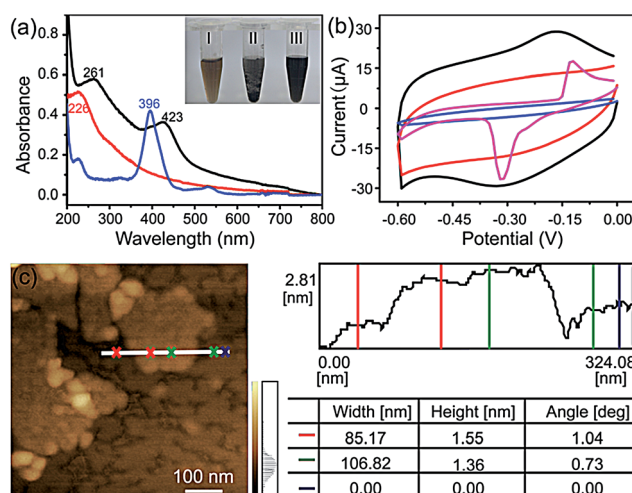 (a)
0.8
0.6
0.4
0.2
0.0
Absorbance
261
226
396
423
I II III
200 300 400 500 600 700 800
Wavelength (nm)
(b)
30
15
0
-15
-30
Current (µA)
-0.60 -0.45 -0.30 -0.15 0.00
Potential (V)
(c)
100 nm
2.81
[nm]
0.00
[nm]
324.08
[nm]
Width [nm] Height [nm] Angle [deg]
85.17 1.55 1.04
106.82 1.36 0.73
0.00 0.00 0.00